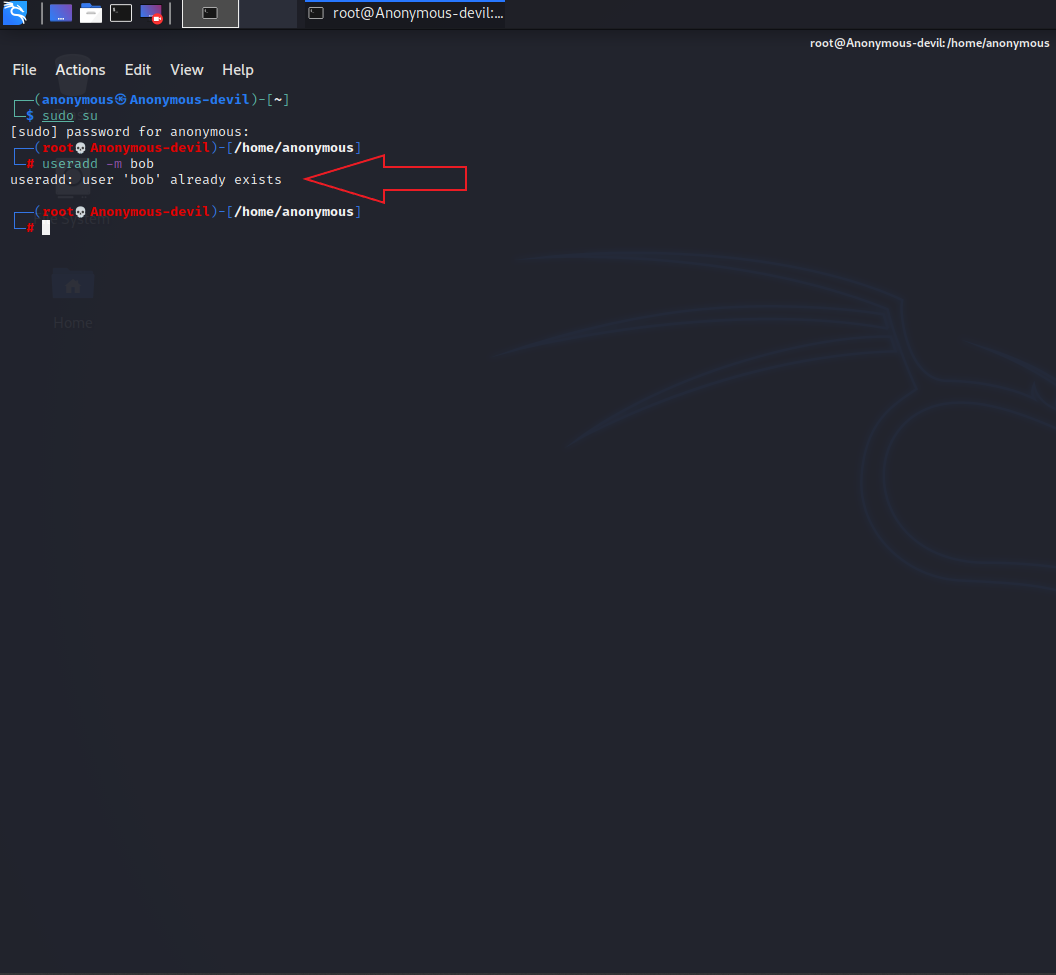 root@Anonymous-devil:...
root@Anonymous-devil:/home/anonymous
File Actions Edit View Help
┌──(anonymous㉿Anonymous-devil)-[~]
└─$ sudo su
[sudo] password for anonymous:
┌──(root💀Anonymous-devil)-[/home/anonymous]
└─# useradd -m bob
useradd: user 'bob' already exists
┌──(root💀Anonymous-devil)-[/home/anonymous]
└─#
System
Home